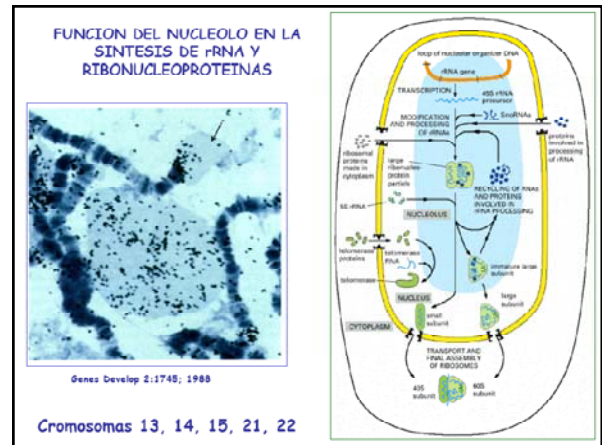 FUNCION DEL NUCLEOLO EN LA
SINTESIS DE rRNA Y
RIBONUCLEOPROTEINAS
Genes Develop 2:1745; 1988
Cromosomas 13, 14, 15, 21, 22
loop of nucleolar organizer DNA
rRNA gene
TRANSCRIPTION
45S rRNA
precursor
MODIFICATION
AND PROCESSING
OF rRNAs
snoRNAs
proteins
involved in
processing
of rRNA
ribosomal
proteins
made in
cytoplasm
large
ribonucleo-
protein
particle
RECYCLING OF RNAs
AND PROTEINS
INVOLVED IN
rRNA PROCESSING
5S rRNA
NUCLEOLUS
telomerase
proteins
telomerase
RNA
telomerase
immature large
subunit
NUCLEUS
small
subunit
large
subunit
CYTOPLASM
TRANSPORT AND
FINAL ASSEMBLY
OF RIBOSOMES
40S
subunit
60S
subunit